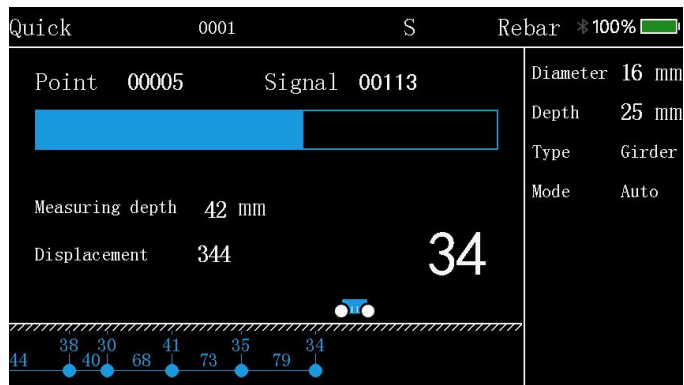 Quick 0001 S Rebar 100%
Point 00005 Signal 00113
Measuring depth 42 mm
Displacement 344
34
Diameter 16 mm
Depth 25 mm
Type Girder
Mode Auto
38 30 41 35 34
44 40 68 73 79